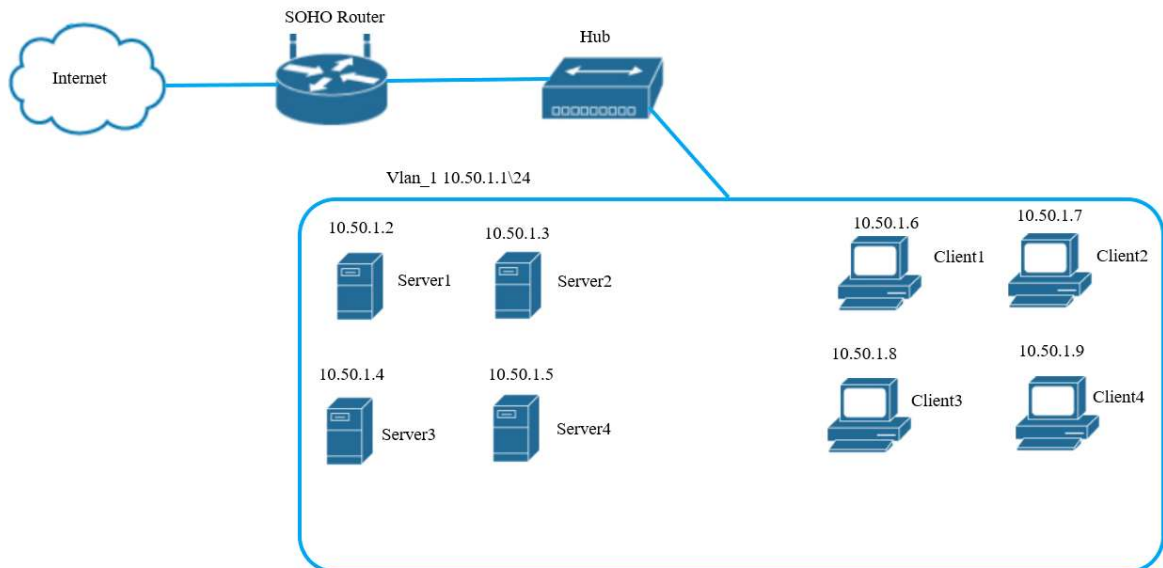 SOHO Router
Hub
Internet
Vlan_1 10.50.1.1\24
10.50.1.2
Server1
10.50.1.3
Server2
10.50.1.6
Client1
10.50.1.7
Client2
10.50.1.4
Server3
10.50.1.5
Server4
10.50.1.8
Client3
10.50.1.9
Client4